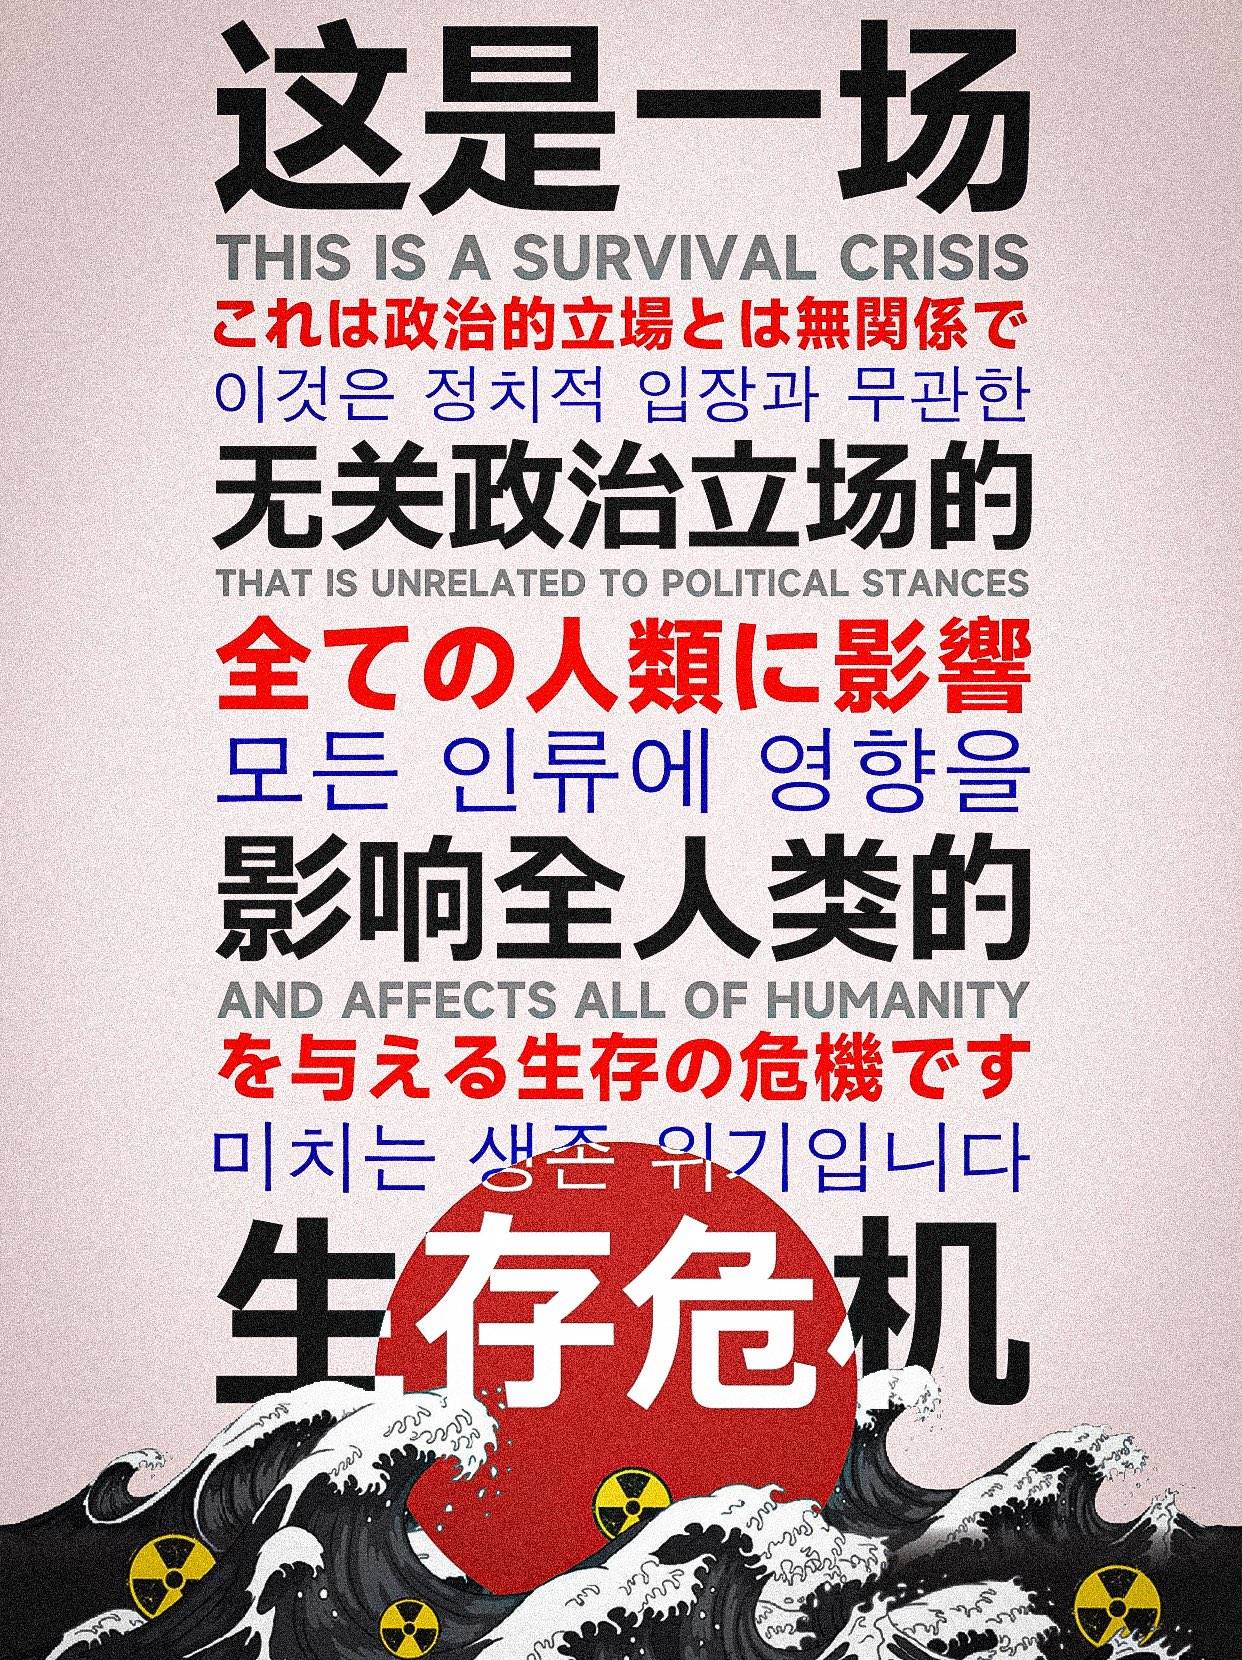 这是一场
THIS IS A SURVIVAL CRISIS
これは政治的立場とは無関係で
이것은 정치적 입장과 무관한
无关政治立场的
THAT IS UNRELATED TO POLITICAL STANCES
全ての人類に影響
모든 인류에 영향을
影响全人类的
AND AFFECTS ALL OF HUMANITY
を与える生存の危機です
미치는 생존 위기입니다
生存危机